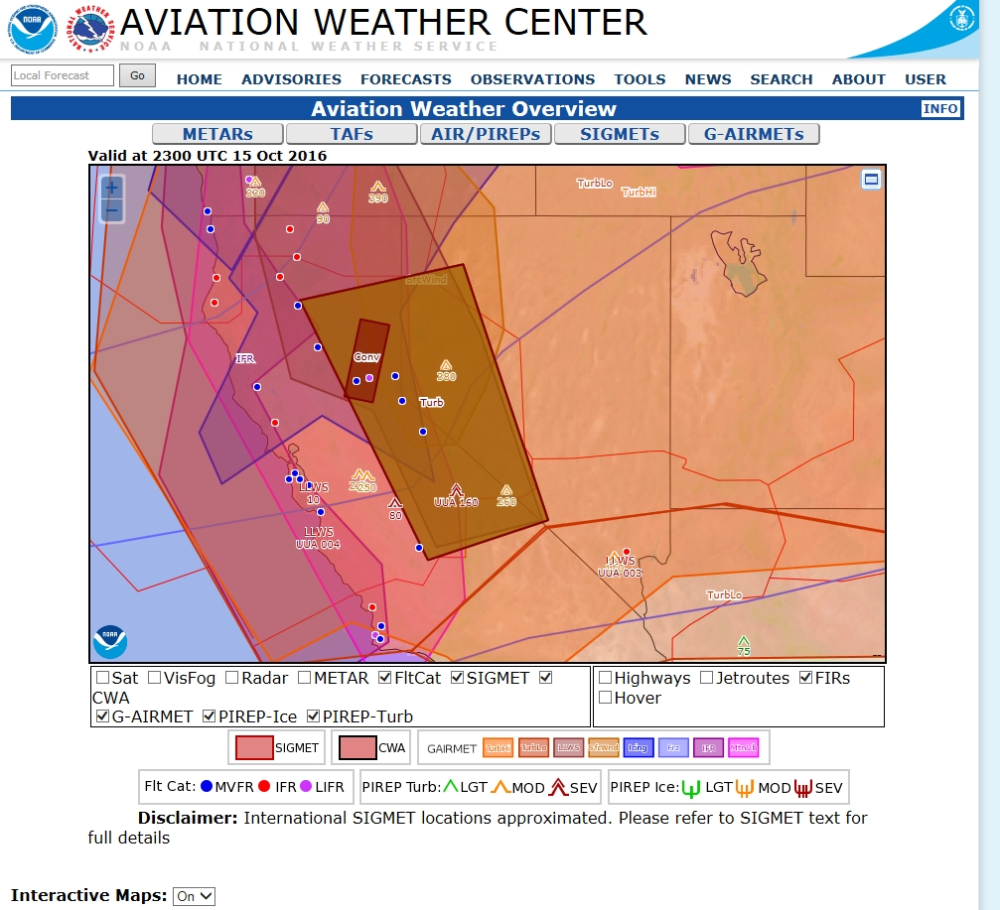 NOAA
AVIATION WEATHER CENTER
NOAA NATIONAL WEATHER SERVICE
Local Forecast Go HOME ADVISORIES FORECASTS OBSERVATIONS TOOLS NEWS SEARCH ABOUT USER
Aviation Weather Overview INFO
METARs TAFs AIR/PIREPs SIGMETs G-AIRMETs
Valid at 2300 UTC 15 Oct 2016
+
−
TurbLo
TurbHi
390
90
SfcWind
IFR
Conv
280
Turb
250
LLWS
10
80
UUA 160
260
LLWS
UUA 004
LLWS
UUA 003
TurbLo
75
NOAA
Sat VisFog Radar METAR FltCat SIGMET
CWA
G-AIRMET PIREP-Ice PIREP-Turb
Highways Jetroutes FIRs
Hover
SIGMET CWA GAIRMET TurbHi TurbLo LLWS SfcWnd Icing Frz IFR MtnOb
Flt Cat: MVFR IFR LIFR PIREP Turb: LGT MOD SEV PIREP Ice: LGT MOD SEV
Disclaimer: International SIGMET locations approximated. Please refer to SIGMET text for
full details
Interactive Maps: On